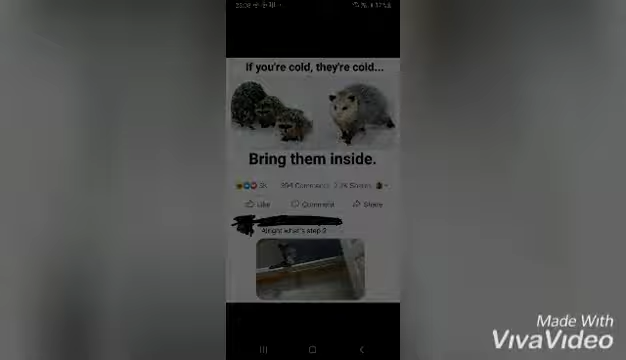 If you're cold, they're cold...
Bring them inside.
Like Comment Share
Alright what's step 2
Made With
VivaVideo